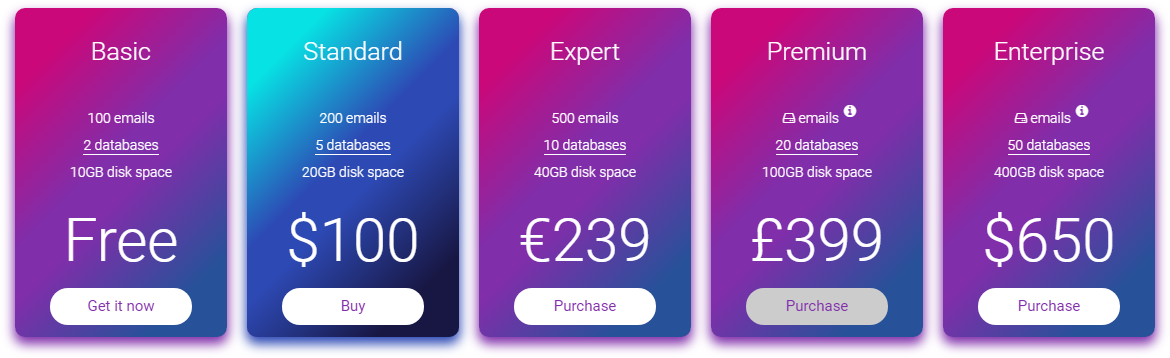 Basic
100 emails
2 databases
10GB disk space
Free
Get it now
Standard
200 emails
5 databases
20GB disk space
$100
Buy
Expert
500 emails
10 databases
40GB disk space
€239
Purchase
Premium
emails
20 databases
100GB disk space
£399
Purchase
Enterprise
emails
50 databases
400GB disk space
$650
Purchase